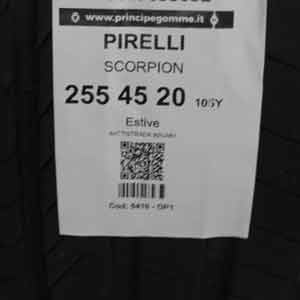 www.principegomme.it
PIRELLI
SCORPION
255 45 20 105Y
Estive